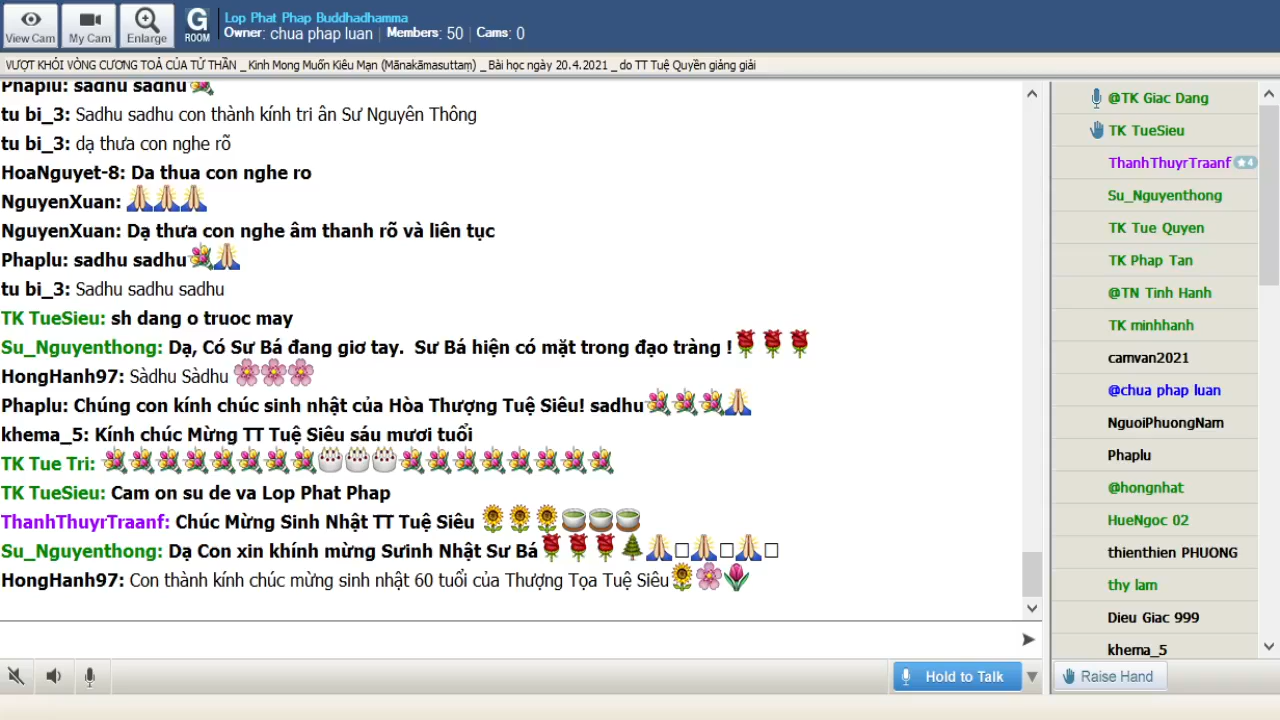 View Cam
My Cam
Enlarge
G
ROOM
Lop Phat Phap Buddhadhamma
Owner: chua phap luan Members: 50 Cams: 0
VƯỢT KHỎI VÒNG CƯƠNG TOẢ CỦA TỬ THẦN _ Kinh Mong Muốn Kiêu Mạn (Mānakāmasuttaṃ) _ Bài học ngày 20.4.2021 _ do TT Tuệ Quyền giảng giải
Phaplu: sadhu sadhu
tu bi_3: Sadhu sadhu con thành kính tri ân Sư Nguyên Thông
tu bi_3: dạ thưa con nghe rõ
HoaNguyet-8: Da thua con nghe ro
NguyenXuan:
NguyenXuan: Dạ thưa con nghe âm thanh rõ và liên tục
Phaplu: sadhu sadhu
tu bi_3: Sadhu sadhu sadhu
TK TueSieu: sh dang o truoc may
Su_Nguyenthong: Dạ, Có Sư Bá đang giơ tay. Sư Bá hiện có mặt trong đạo tràng !
HongHanh97: Sàdhu Sàdhu
Phaplu: Chúng con kính chúc sinh nhật của Hòa Thượng Tuệ Siêu! sadhu
khema_5: Kính chúc Mừng TT Tuệ Siêu sáu mươi tuổi
TK Tue Tri:
TK TueSieu: Cam on su de va Lop Phat Phap
ThanhThuyrTraanf: Chúc Mừng Sinh Nhật TT Tuệ Siêu
Su_Nguyenthong: Dạ Con xin khính mừng Sưinh Nhật Sư Bá
HongHanh97: Con thành kính chúc mừng sinh nhật 60 tuổi của Thượng Tọa Tuệ Siêu
Hold to Talk
@TK Giac Dang
TK TueSieu
ThanhThuyrTraanf 4
Su_Nguyenthong
TK Tue Quyen
TK Phap Tan
@TN Tinh Hanh
TK minhhanh
camvan2021
@chua phap luan
NguoiPhuongNam
Phaplu
@hongnhat
HueNgoc 02
thienthien PHUONG
thy lam
Dieu Giac 999
khema_5
Raise Hand